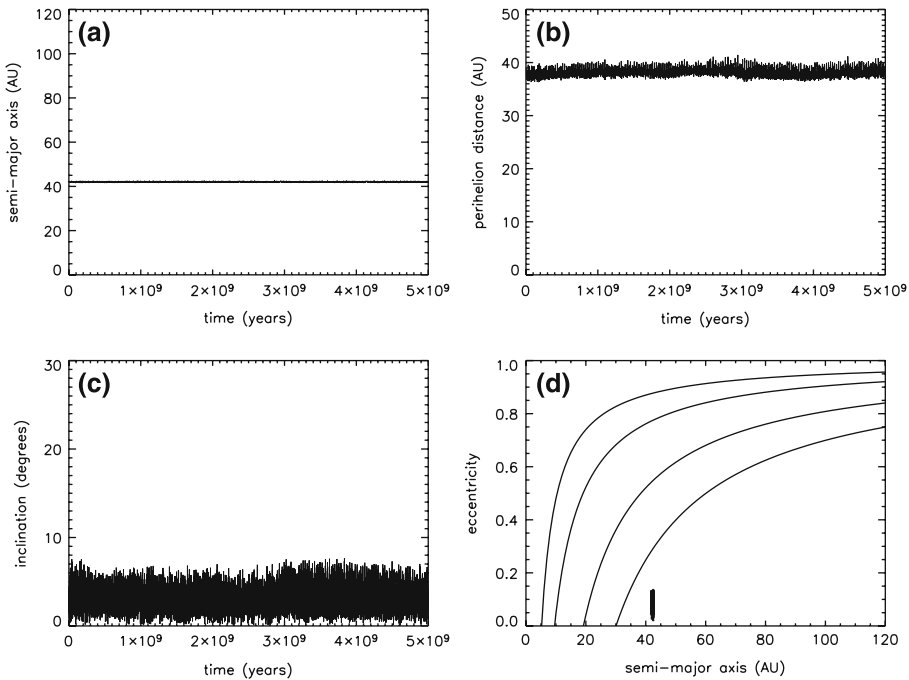 (a)
120
100
80
60
40
20
0
semi-major axis (AU)
0 1×10⁹ 2×10⁹ 3×10⁹ 4×10⁹ 5×10⁹
time (years)
(b)
50
40
30
20
10
0
perihelion distance (AU)
0 1×10⁹ 2×10⁹ 3×10⁹ 4×10⁹ 5×10⁹
time (years)
(c)
30
20
10
0
inclination (degrees)
0 1×10⁹ 2×10⁹ 3×10⁹ 4×10⁹ 5×10⁹
time (years)
(d)
1.0
0.8
0.6
0.4
0.2
0.0
eccentricity
0 20 40 60 80 100 120
semi-major axis (AU)